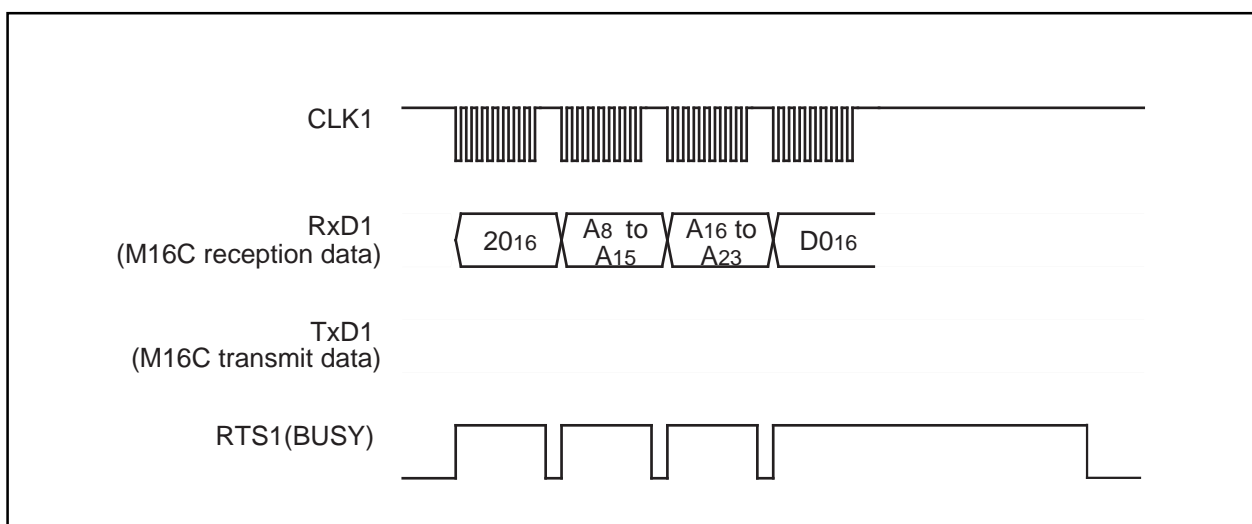 CLK1
RxD1
(M16C reception data)
2016
A8 to
A15
A16 to
A23
D016
TxD1
(M16C transmit data)
RTS1(BUSY)